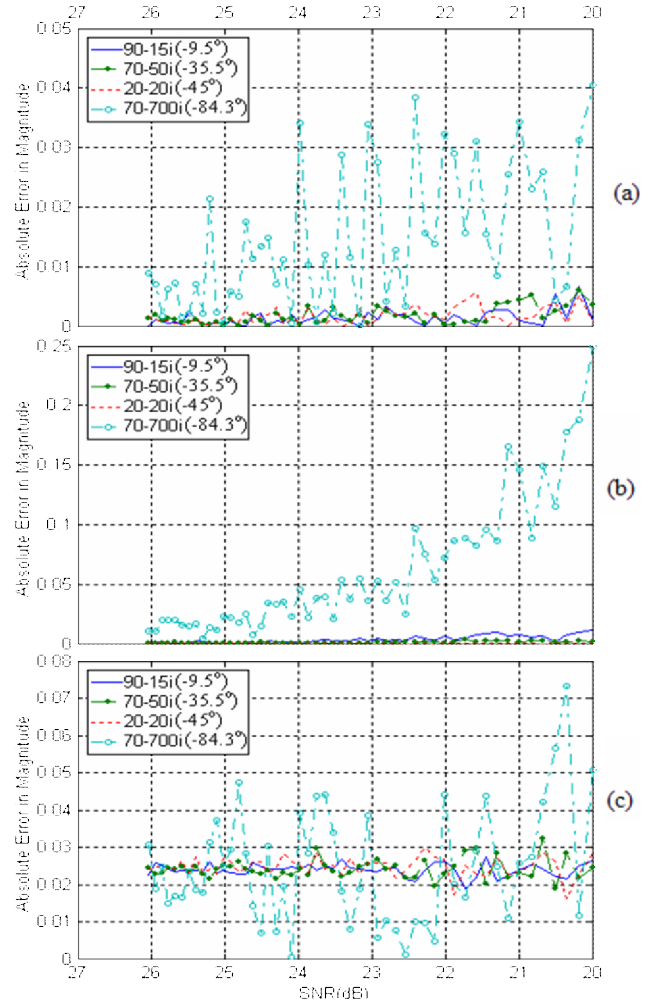 27 26 25 24 23 22 21 20
0.05
0.04
0.03
0.02
0.01
0
Absolute Error in Magnitude
90-15i(-9.5°)
70-50i(-35.5°)
20-20i(-45°)
70-700i(-84.3°)
(a)
0.25
0.2
0.15
0.1
0.05
0
Absolute Error in Magnitude
90-15i(-9.5°)
70-50i(-35.5°)
20-20i(-45°)
70-700i(-84.3°)
(b)
0.08
0.07
0.06
0.05
0.04
0.03
0.02
0.01
0
Absolute Error in Magnitude
90-15i(-9.5°)
70-50i(-35.5°)
20-20i(-45°)
70-700i(-84.3°)
(c)
27 26 25 24 23 22 21 20
SNR(dB)